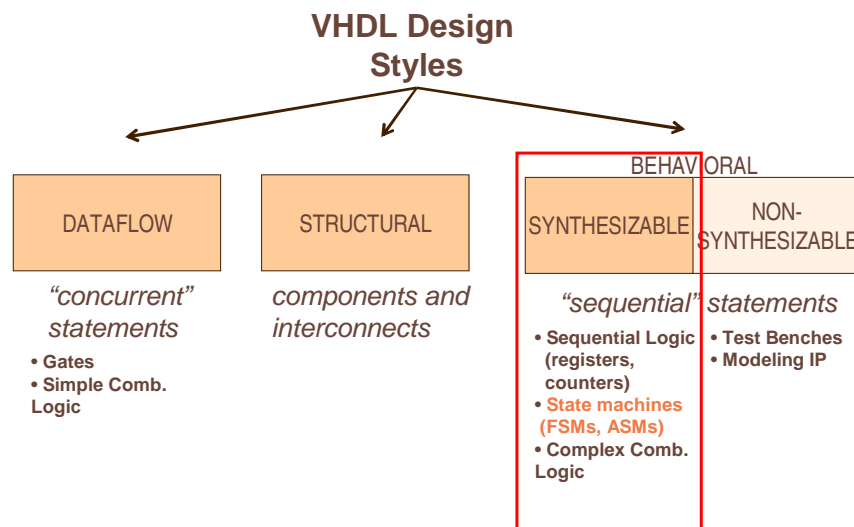 VHDL Design
Styles
BEHAVIORAL
DATAFLOW
STRUCTURAL
SYNTHESIZABLE
NON-
SYNTHESIZABLE
“concurrent”
statements
• Gates
• Simple Comb.
Logic
components and
interconnects
“sequential” statements
• Sequential Logic
(registers,
counters)
• State machines
(FSMs, ASMs)
• Complex Comb.
Logic
• Test Benches
• Modeling IP